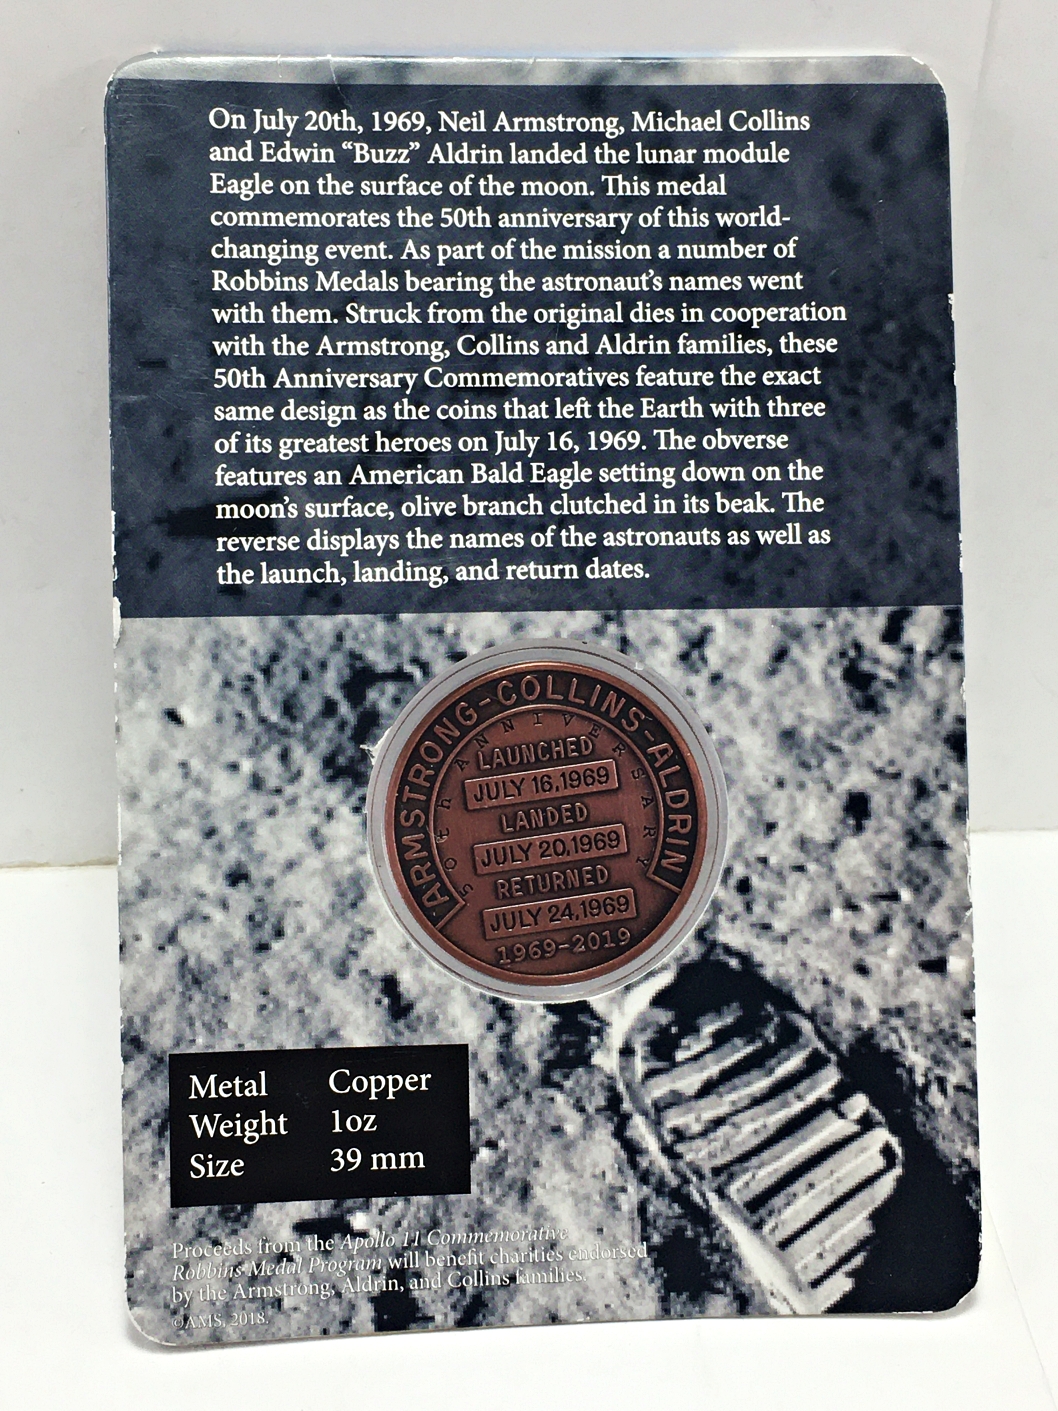 On July 20th, 1969, Neil Armstrong, Michael Collins
and Edwin “Buzz” Aldrin landed the lunar module
Eagle on the surface of the moon. This medal
commemorates the 50th anniversary of this world-
changing event. As part of the mission a number of
Robbins Medals bearing the astronaut’s names went
with them. Struck from the original dies in cooperation
with the Armstrong, Collins and Aldrin families, these
50th Anniversary Commemoratives feature the exact
same design as the coins that left the Earth with three
of its greatest heroes on July 16, 1969. The obverse
features an American Bald Eagle setting down on the
moon’s surface, olive branch clutched in its beak. The
reverse displays the names of the astronauts as well as
the launch, landing, and return dates.
ARMSTRONG-COLLINS-ALDRIN
50th ANNIVERSARY
LAUNCHED
JULY 16,1969
LANDED
JULY 20,1969
RETURNED
JULY 24,1969
1969-2019
Metal Copper
Weight 1oz
Size 39 mm
Proceeds from the Apollo 11 Commemorative
Robbins Medal Program will benefit charities endorsed
by the Armstrong, Aldrin, and Collins families.
©AMS, 2018.